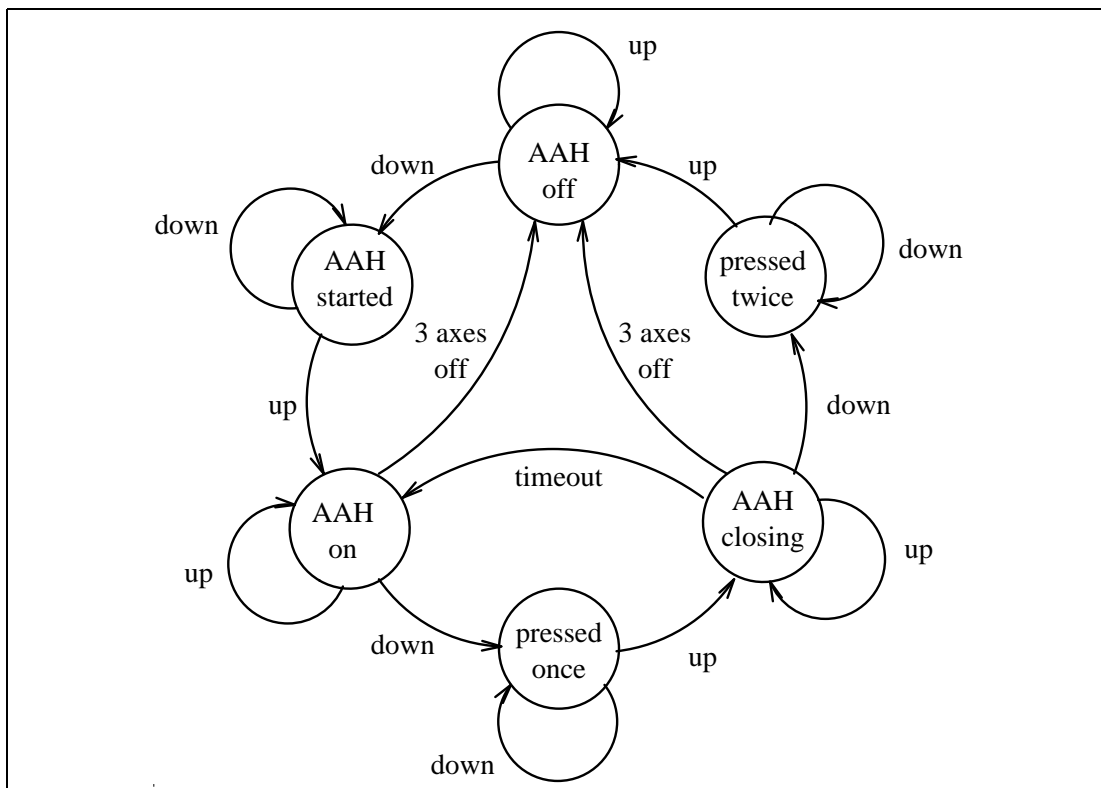 up
AAH
off
down
up
down
AAH
started
pressed
twice
down
3 axes
off
3 axes
off
up
down
timeout
AAH
on
AAH
closing
up
up
down
pressed
once
up
down